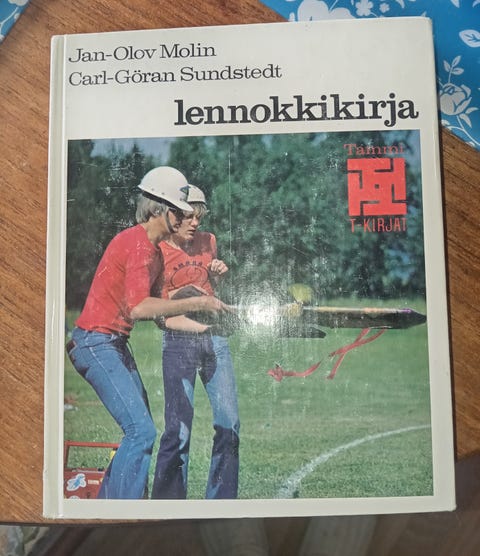 Jan-Olov Molin
Carl-Göran Sundstedt
lennokkikirja
Tammi
T-KIRJAT